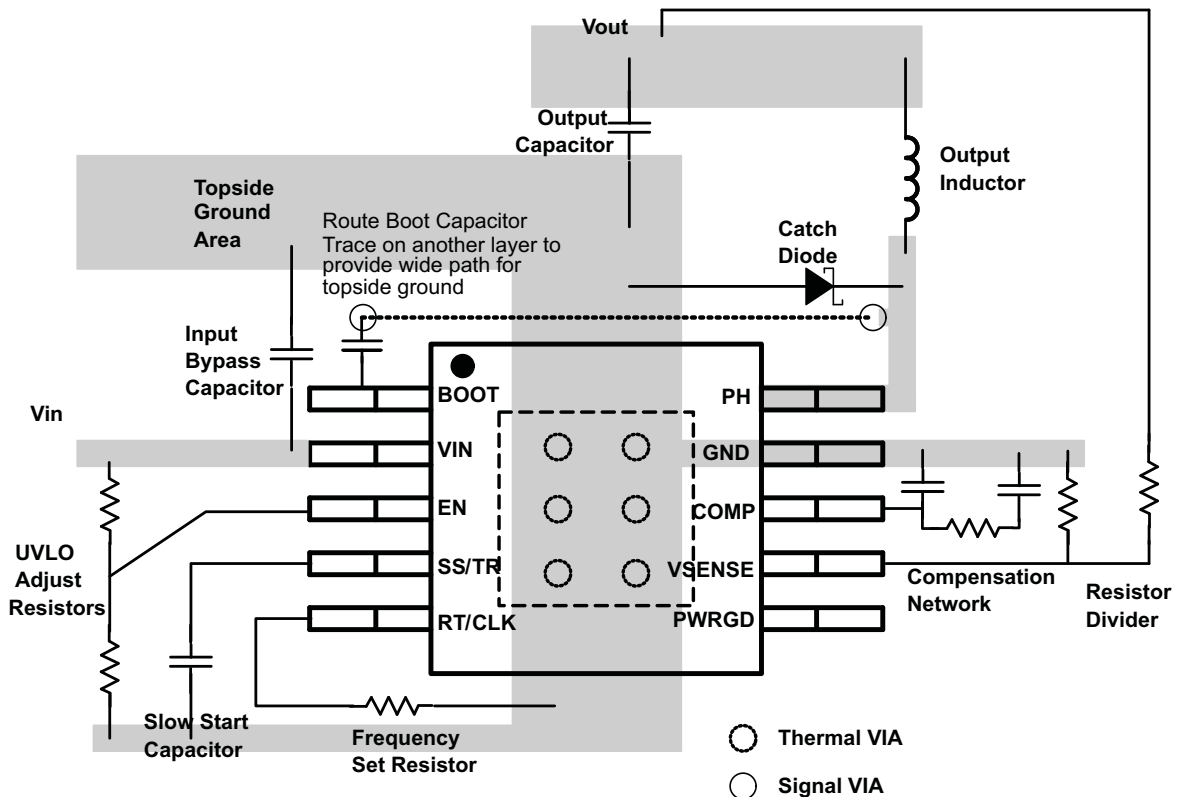 Vout
Output
Capacitor
Output
Inductor
Topside
Ground
Area
Route Boot Capacitor
Trace on another layer to
provide wide path for
topside ground
Catch
Diode
Input
Bypass
Capacitor
Vin
BOOT
VIN
EN
SS/TR
RT/CLK
PH
GND
COMP
VSENSE
PWRGD
UVLO
Adjust
Resistors
Compensation
Network
Resistor
Divider
Slow Start
Capacitor
Frequency
Set Resistor
Thermal VIA
Signal VIA